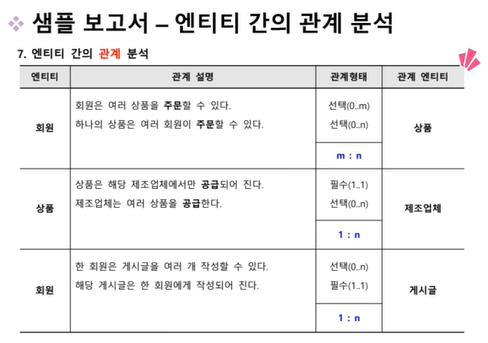 ❖ 샘플 보고서 – 엔티티 간의 관계 분석
7. 엔티티 간의 관계 분석
엔티티 관계 설명 관계형태 관계 엔티티
회원은 여러 상품을 주문할 수 있다. 선택(0..m)
하나의 상품은 여러 회원이 주문할 수 있다. 선택(0..n)
회원 상품
m : n
상품은 해당 제조업체에서만 공급되어 진다. 필수(1..1)
제조업체는 여러 상품을 공급한다. 선택(0..n)
상품 제조업체
1 : n
한 회원은 게시글을 여러 개 작성할 수 있다. 선택(0..n)
해당 게시글은 한 회원에게 작성되어 진다. 필수(1..1)
회원 게시글
1 : n